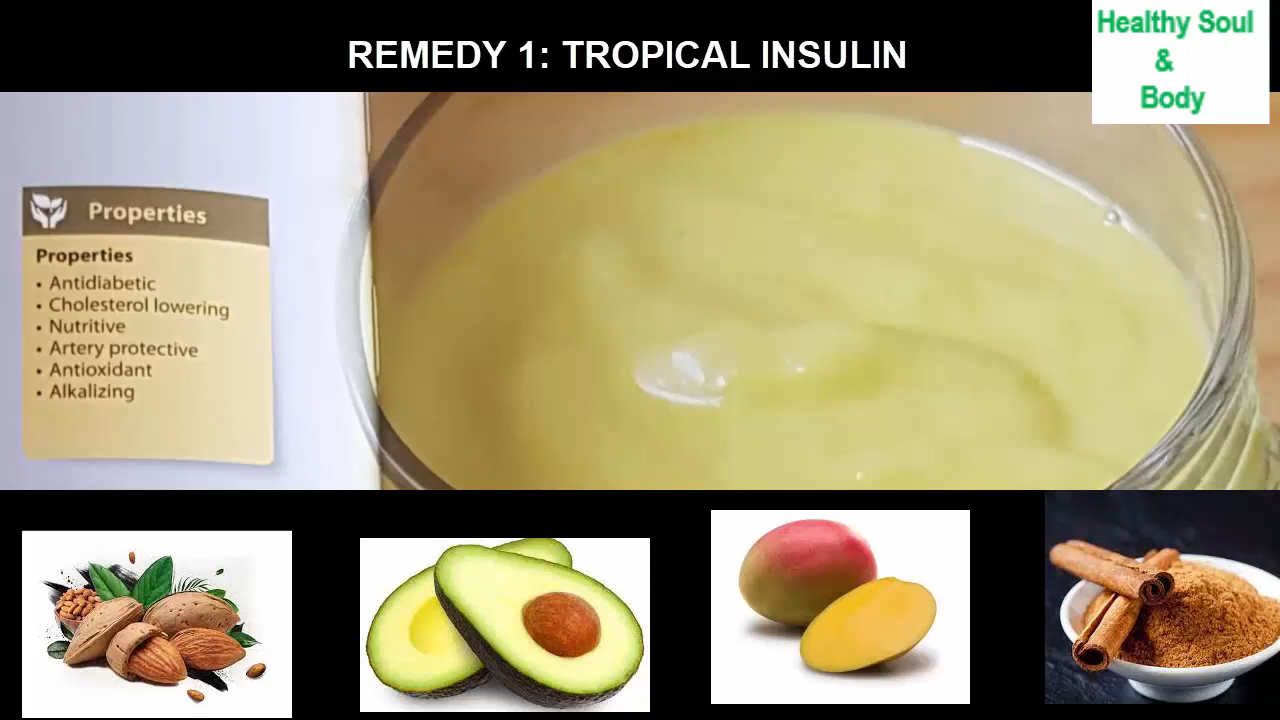 REMEDY 1: TROPICAL INSULIN
Healthy Soul
&
Body
Properties
Properties
• Antidiabetic
• Cholesterol lowering
• Nutritive
• Artery protective
• Antioxidant
• Alkalizing